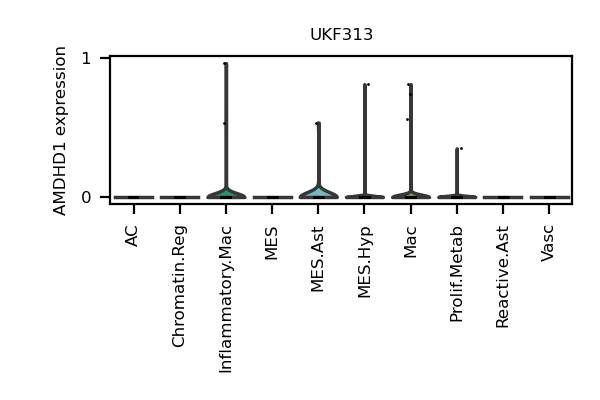 UKF313
AMDHD1 expression
1
0
AC
Chromatin.Reg
Inflammatory.Mac
MES
MES.Ast
MES.Hyp
Mac
Prolif.Metab
Reactive.Ast
Vasc